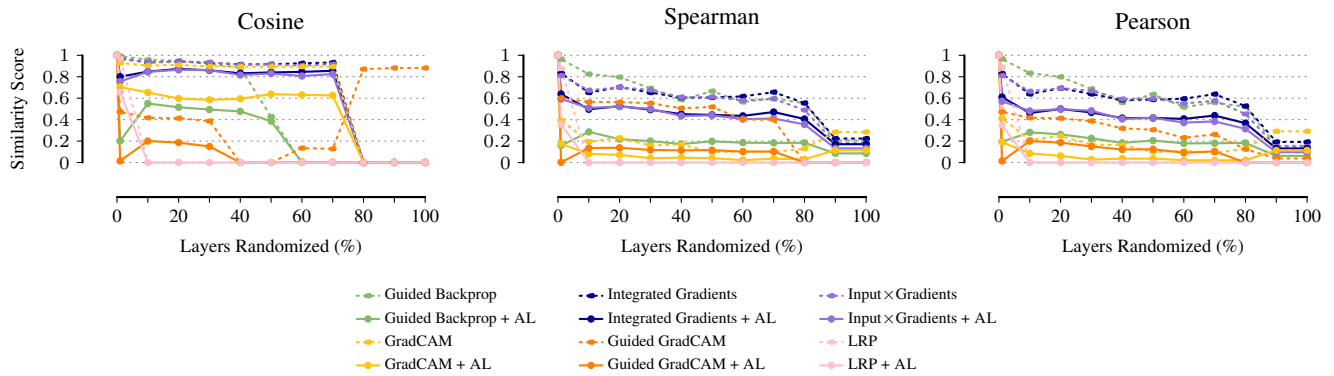 Cosine Spearman Pearson
Similarity Score
1 1 1
0.8 0.8 0.8
0.6 0.6 0.6
0.4 0.4 0.4
0.2 0.2 0.2
0 0 0
0 20 40 60 80 100 0 20 40 60 80 100 0 20 40 60 80 100
Layers Randomized (%) Layers Randomized (%) Layers Randomized (%)
Guided Backprop Integrated Gradients Input×Gradients
Guided Backprop + AL Integrated Gradients + AL Input×Gradients + AL
GradCAM Guided GradCAM LRP
GradCAM + AL Guided GradCAM + AL LRP + AL